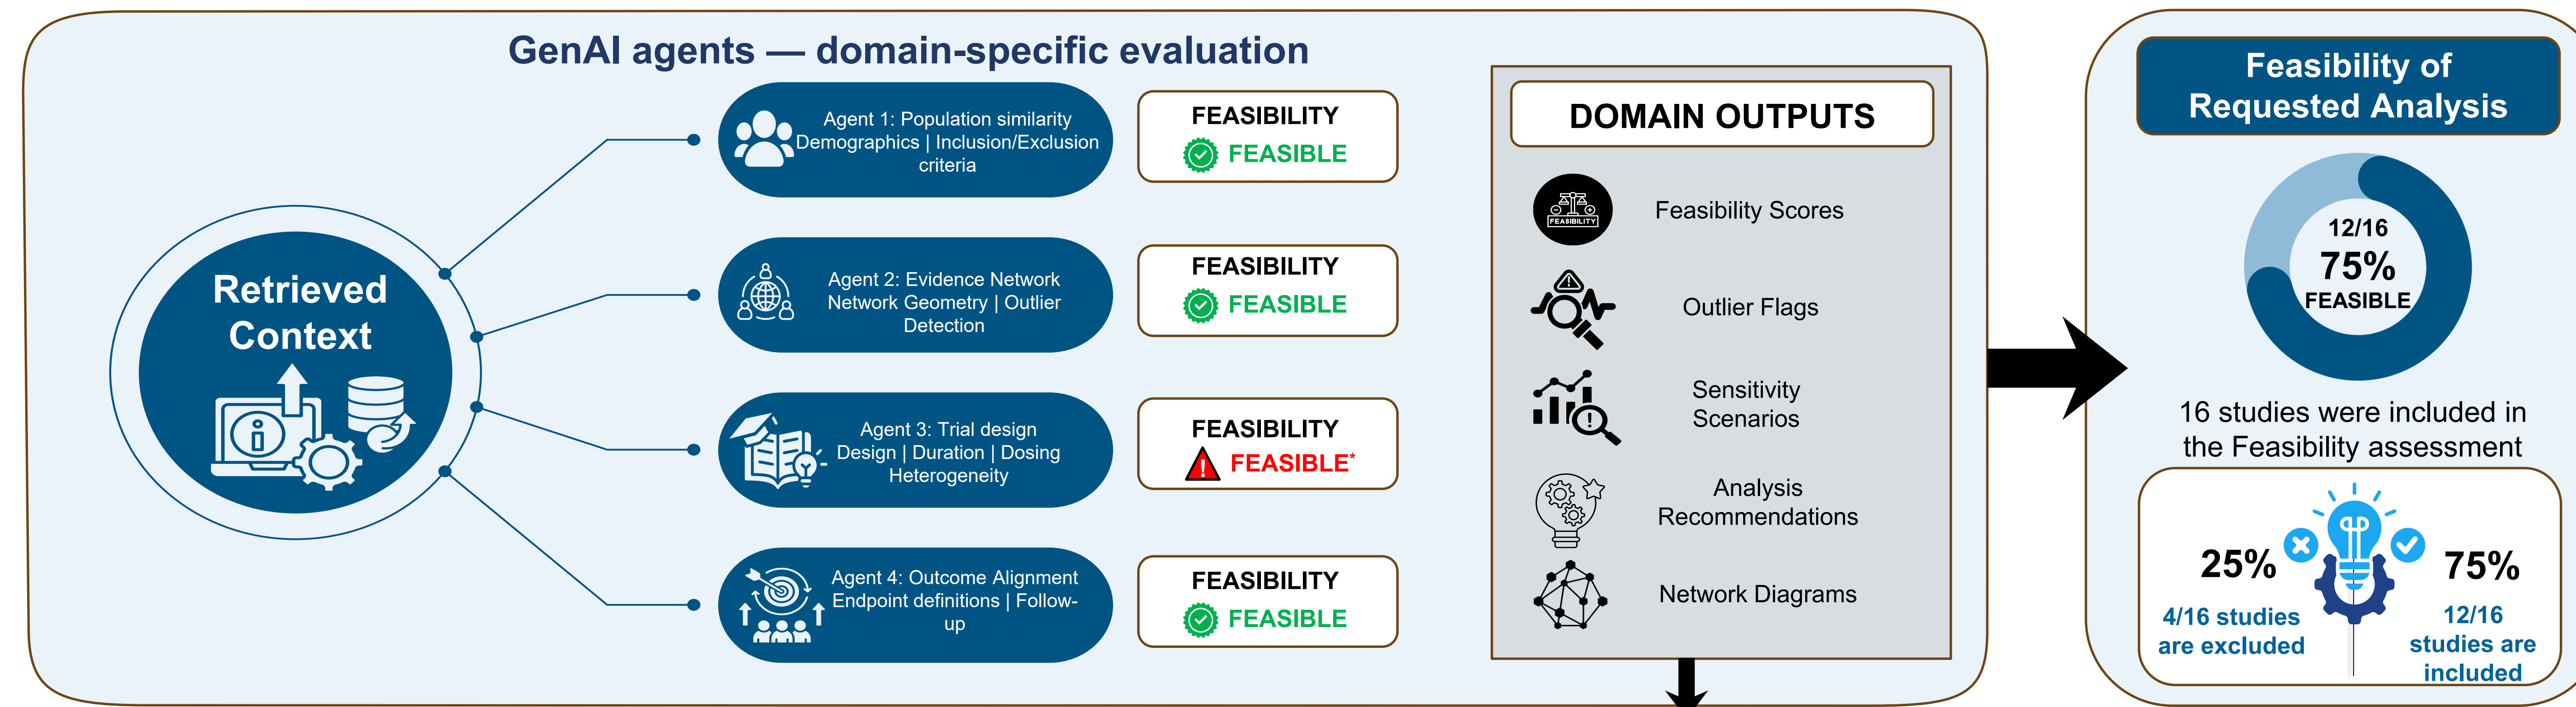 GenAI agents — domain-specific evaluation
Retrieved
Context
Agent 1: Population similarity
Demographics | Inclusion/Exclusion
criteria
FEASIBILITY
FEASIBLE
Agent 2: Evidence Network
Network Geometry | Outlier
Detection
FEASIBILITY
FEASIBLE
Agent 3: Trial design
Design | Duration | Dosing
Heterogeneity
FEASIBILITY
FEASIBLE*
Agent 4: Outcome Alignment
Endpoint definitions | Follow-
up
FEASIBILITY
FEASIBLE
DOMAIN OUTPUTS
FEASIBILITY
Feasibility Scores
Outlier Flags
Sensitivity
Scenarios
Analysis
Recommendations
Network Diagrams
Feasibility of
Requested Analysis
12/16
75%
FEASIBLE
16 studies were included in
the Feasibility assessment
25%
4/16 studies
are excluded
75%
12/16
studies are
included